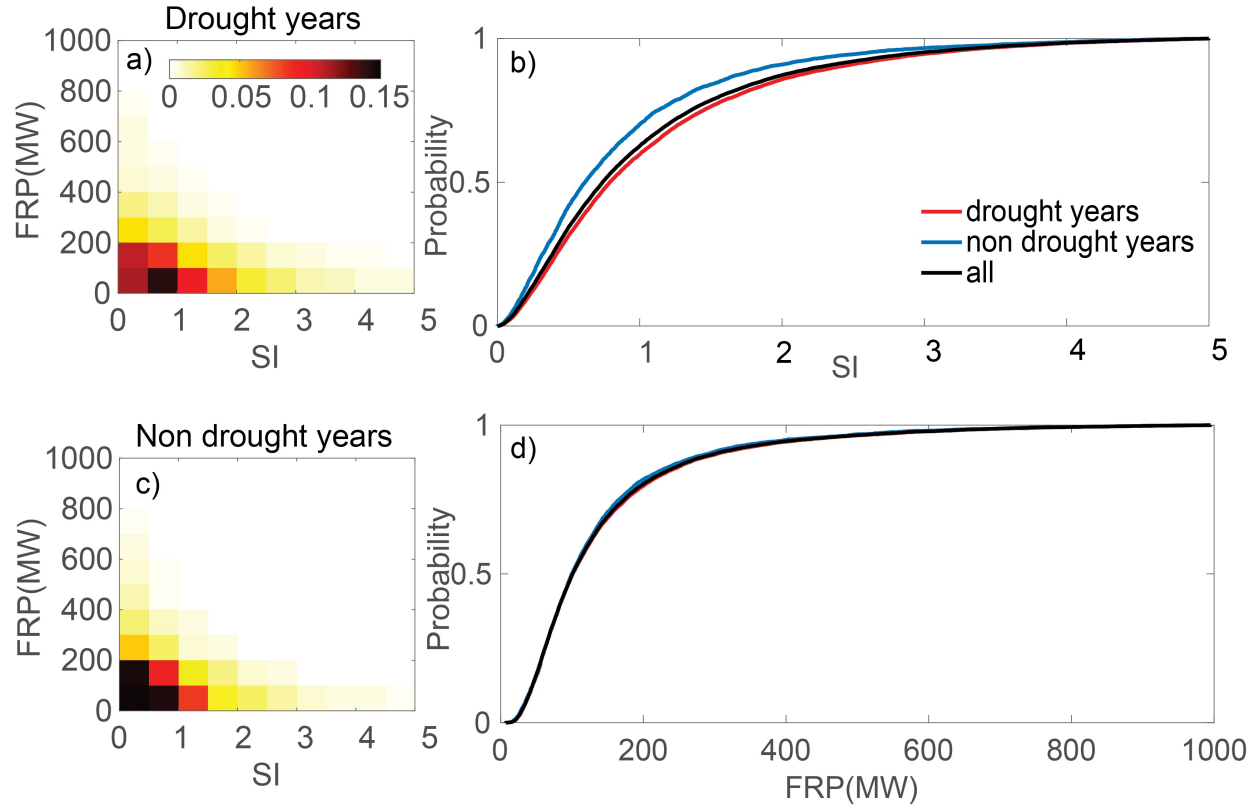 Drought years
a)
1000
800
600
400
200
0
FRP(MW)
0 0.05 0.1 0.15
0 1 2 3 4 5
SI
b)
1
0.5
0
Probability
drought years
non drought years
all
0 1 2 3 4 5
SI
Non drought years
c)
1000
800
600
400
200
0
FRP(MW)
0 1 2 3 4 5
SI
d)
1
0.5
0
Probability
0 200 400 600 800 1000
FRP(MW)